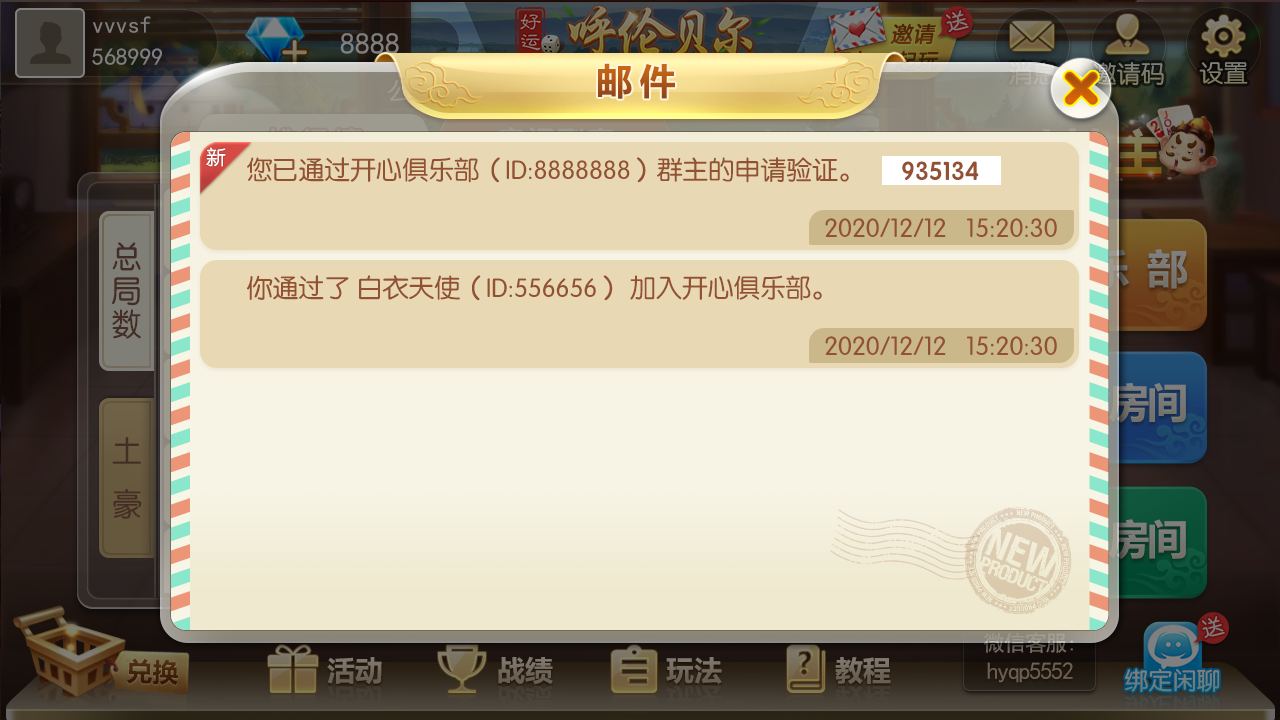 vvvsf
568999
8888
好运
呼伦贝尔
邀请
送
邀请码
设置
邮件
新
您已通过开心俱乐部（ID:8888888）群主的申请验证。 935134
2020/12/12 15:20:30
你通过了 白衣天使（ID:556656） 加入开心俱乐部。
2020/12/12 15:20:30
总局数
土豪
部
房间
房间
NEW PRODUCT
兑换
活动
战绩
玩法
教程
微信客服:
hyqp5552
送
绑定闲聊